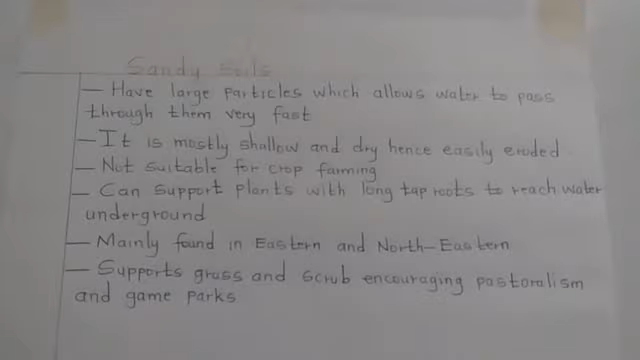 Sandy Soils
— Have large particles which allows water to pass
through them very fast
— It is mostly shallow and dry hence easily eroded
— Not suitable for crop farming
— Can support plants with long tap roots to reach water
underground
— Mainly found in Eastern and North-Eastern
— Supports grass and scrub encouraging pastoralism
and game parks